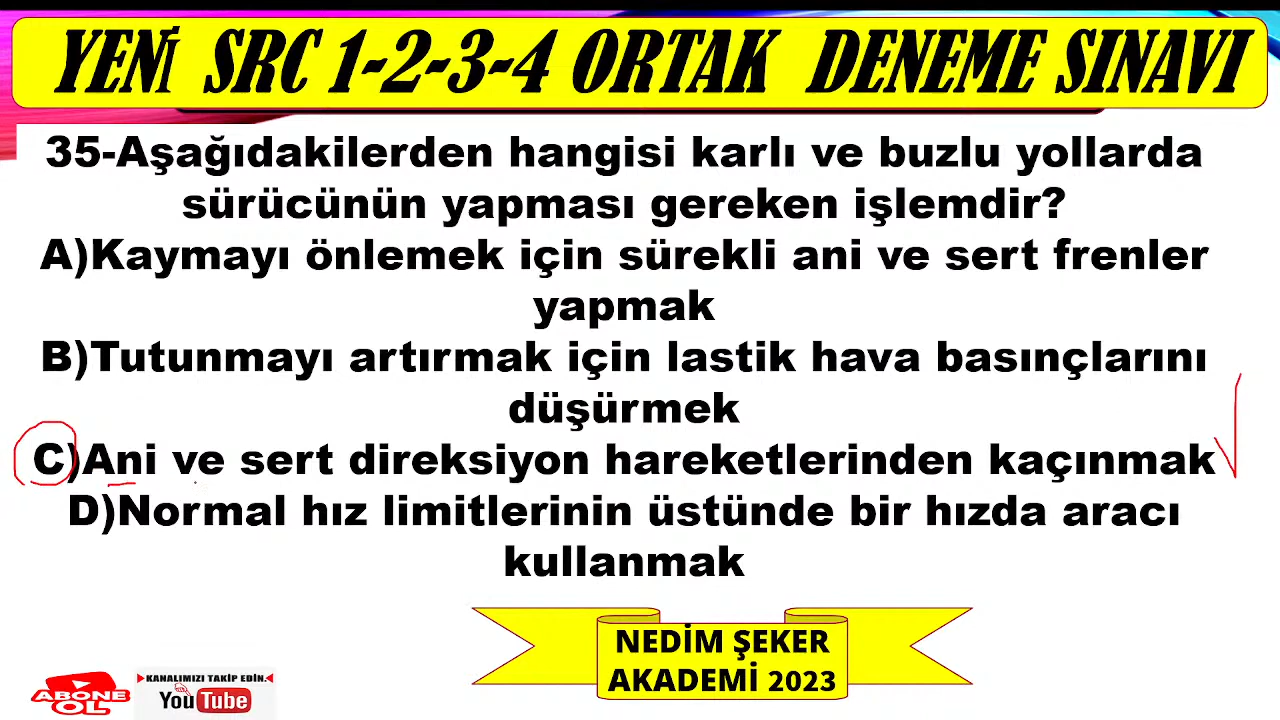 YENİ SRC 1-2-3-4 ORTAK DENEME SINAVI
35-Aşağıdakilerden hangisi karlı ve buzlu yollarda
sürücünün yapması gereken işlemdir?
A)Kaymayı önlemek için sürekli ani ve sert frenler
yapmak
B)Tutunmayı artırmak için lastik hava basınçlarını
düşürmek
C)Ani ve sert direksiyon hareketlerinden kaçınmak
D)Normal hız limitlerinin üstünde bir hızda aracı
kullanmak
NEDİM ŞEKER
AKADEMİ 2023
ABONE
OL
KANALIMIZI TAKİP EDİN.
YouTube